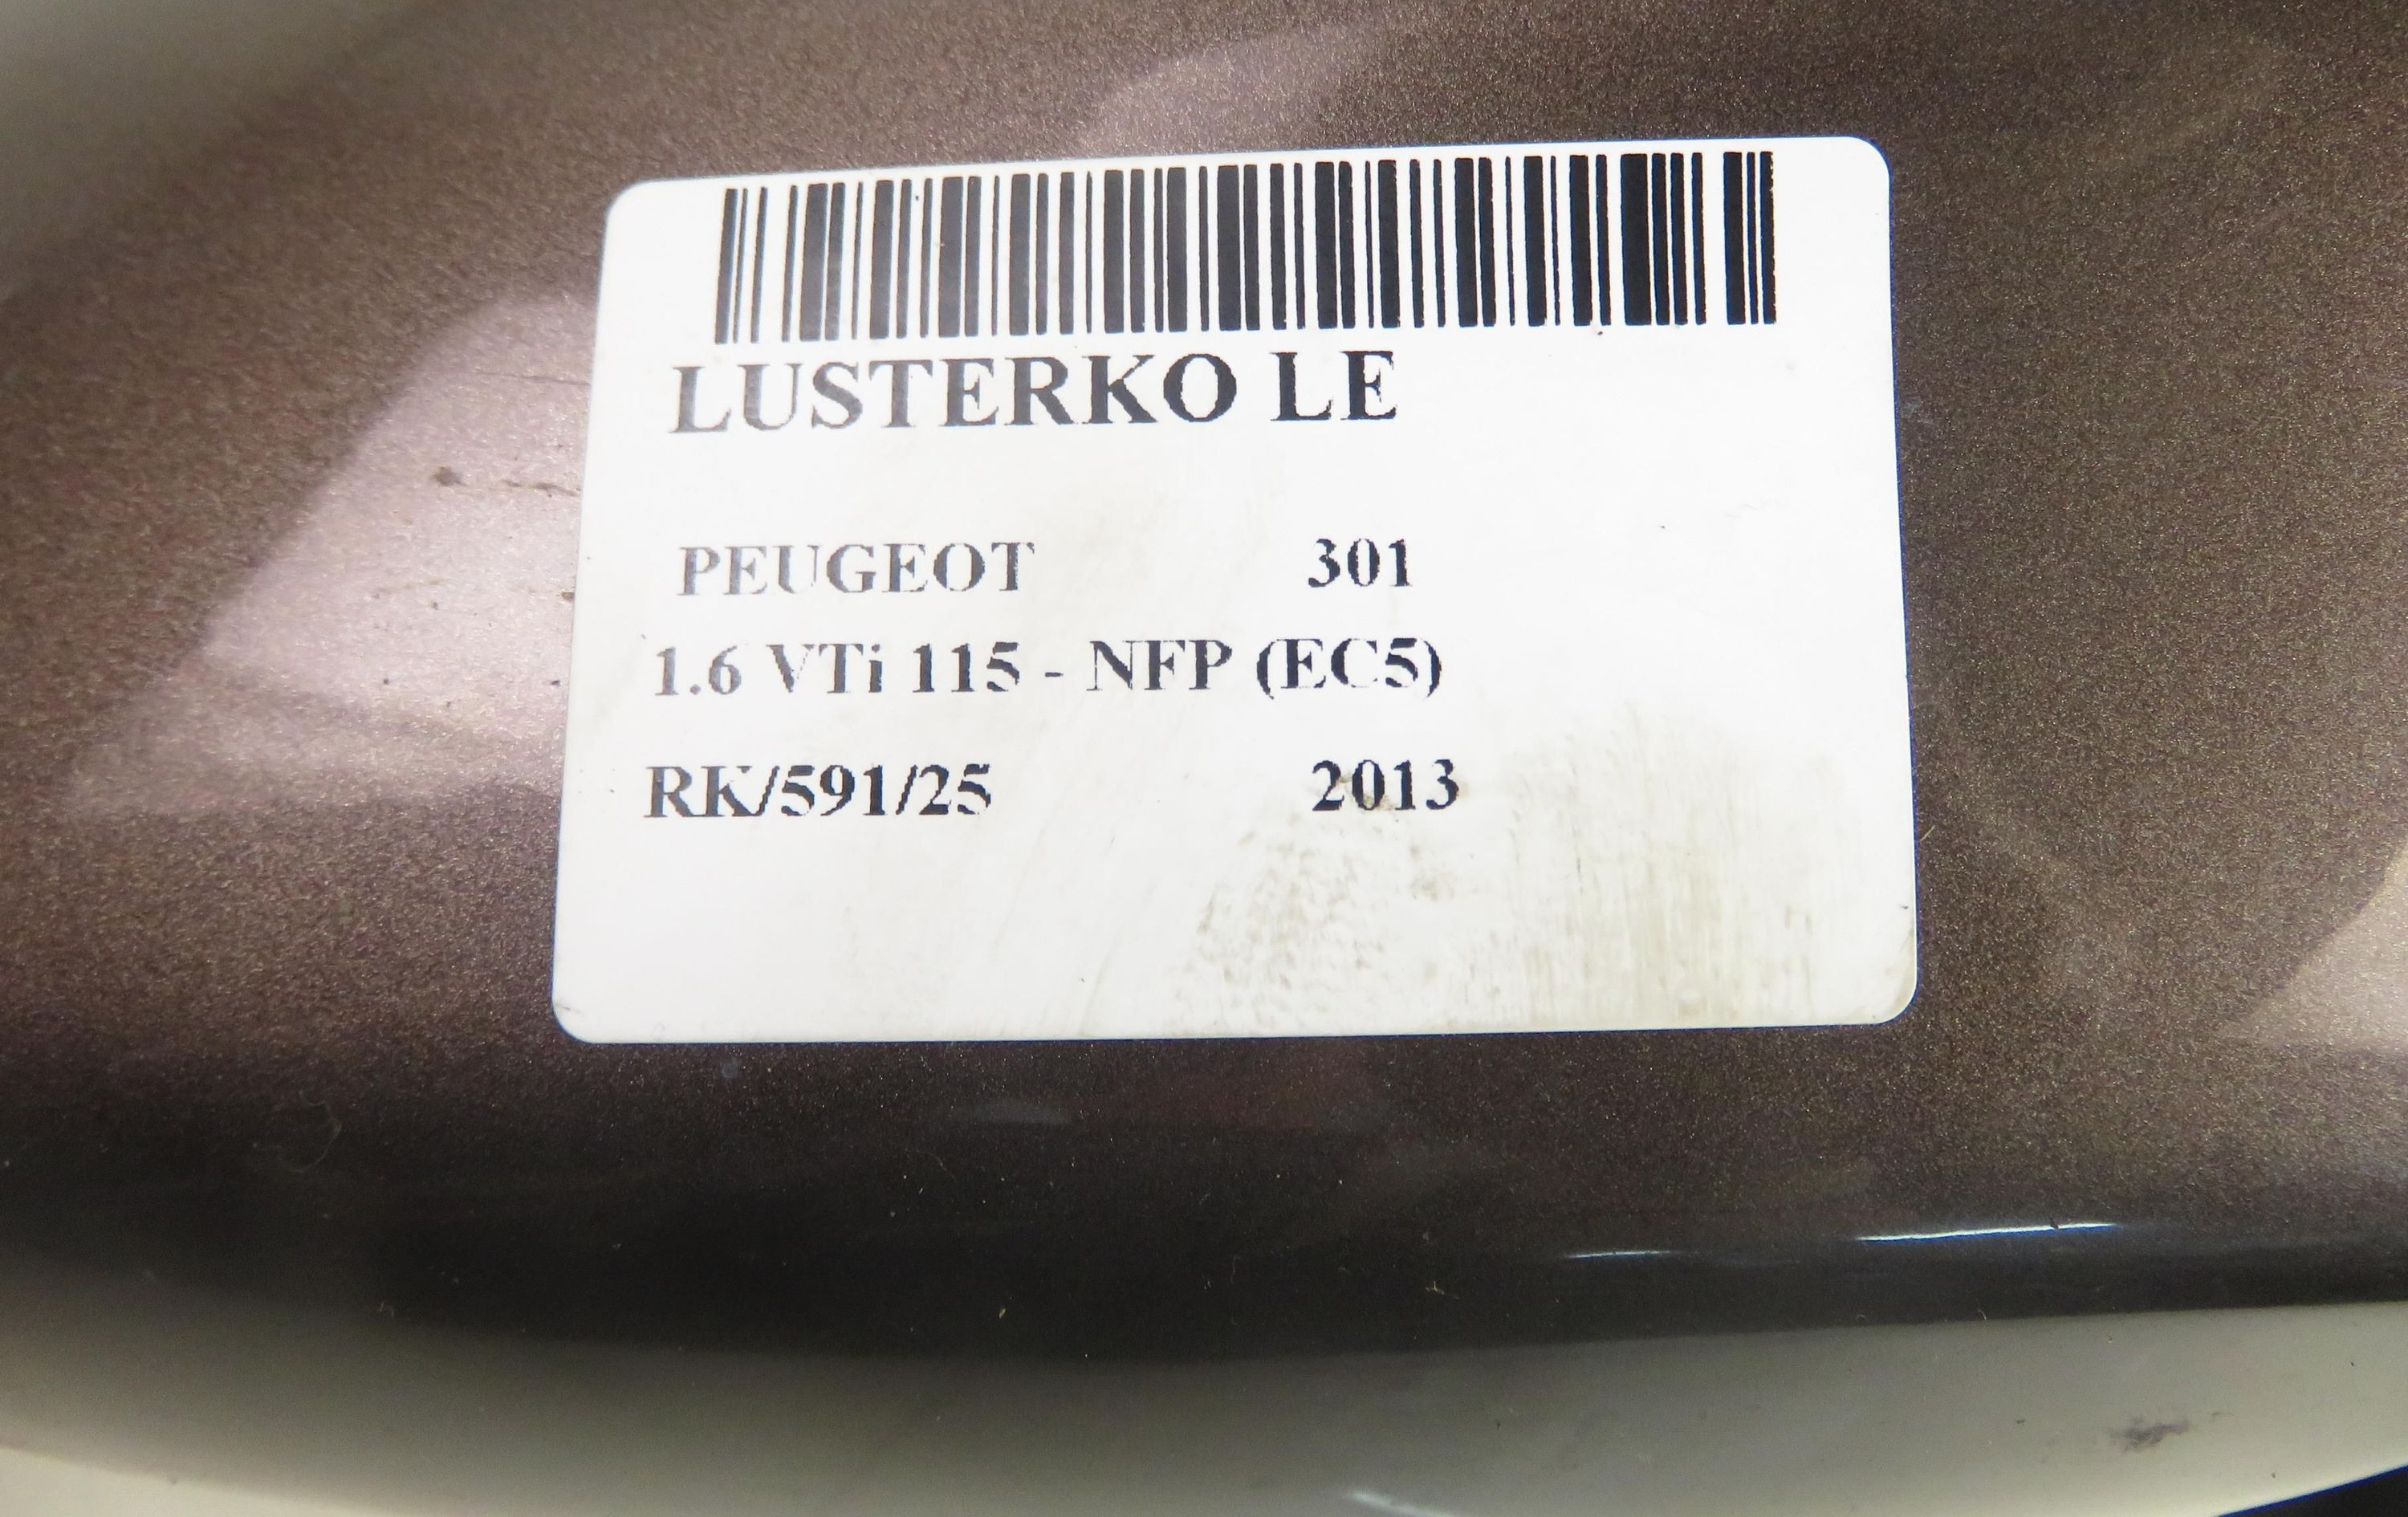 LUSTERKO LE
PEUGEOT 301
1.6 VTi 115 - NFP (EC5)
RK/591/25 2013